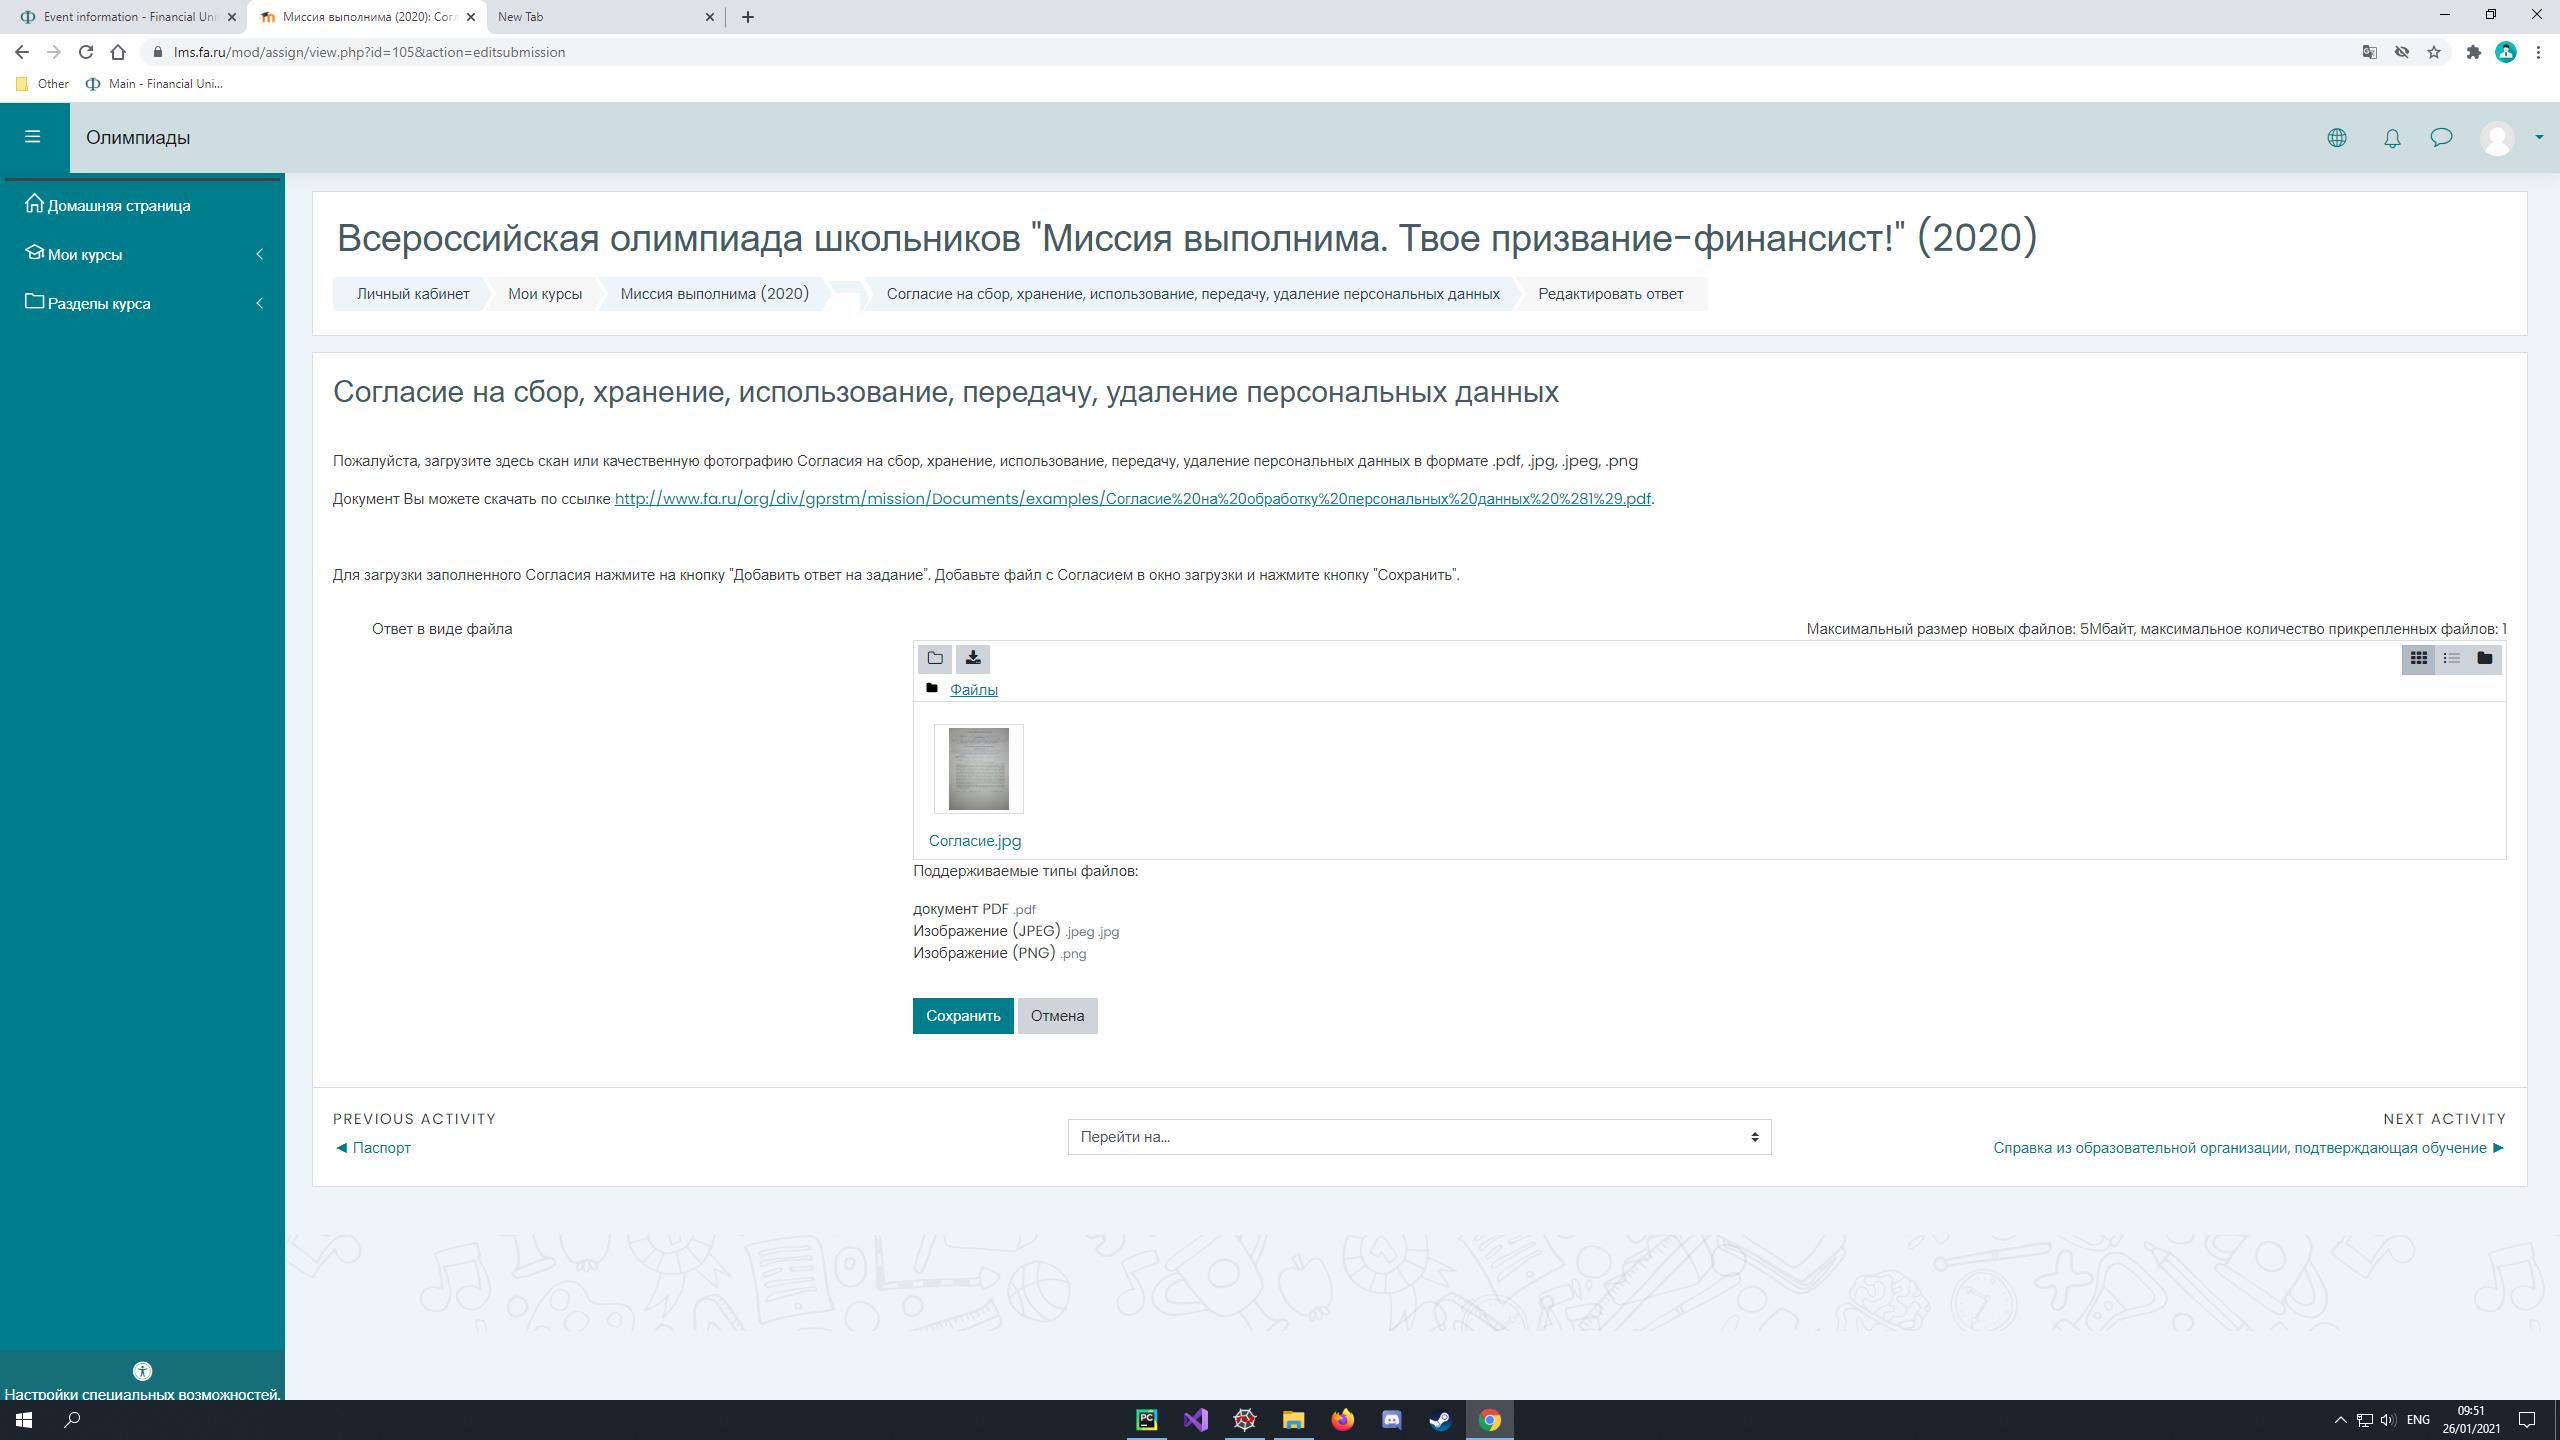 Event information - Financial Uni
Миссия выполнима (2020): Согл
New Tab
lms.fa.ru/mod/assign/view.php?id=105&action=editsubmission
Other
Main - Financial Uni...
Олимпиады
Домашняя страница
Мои курсы
Разделы курса
Всероссийская олимпиада школьников "Миссия выполнима. Твое призвание-финансист!" (2020)
Личный кабинет
Мои курсы
Миссия выполнима (2020)
Согласие на сбор, хранение, использование, передачу, удаление персональных данных
Редактировать ответ
Согласие на сбор, хранение, использование, передачу, удаление персональных данных
Пожалуйста, загрузите здесь скан или качественную фотографию Согласия на сбор, хранение, использование, передачу, удаление персональных данных в формате .pdf, .jpg, .jpeg, .png
Документ Вы можете скачать по ссылке http://www.fa.ru/org/div/gprstm/mission/Documents/examples/Согласие%20на%20обработку%20персональных%20данных%20%281%29.pdf.
Для загрузки заполненного Согласия нажмите на кнопку "Добавить ответ на задание". Добавьте файл с Согласием в окно загрузки и нажмите кнопку "Сохранить".
Ответ в виде файла
Максимальный размер новых файлов: 5Мбайт, максимальное количество прикрепленных файлов: 1
Файлы
Согласие.jpg
Поддерживаемые типы файлов:
документ PDF .pdf
Изображение (JPEG) .jpeg .jpg
Изображение (PNG) .png
Сохранить
Отмена
PREVIOUS ACTIVITY
◄ Паспорт
Перейти на...
NEXT ACTIVITY
Справка из образовательной организации, подтверждающая обучение ►
Настройки специальных возможностей.
PC
ENG
09:51
26/01/2021